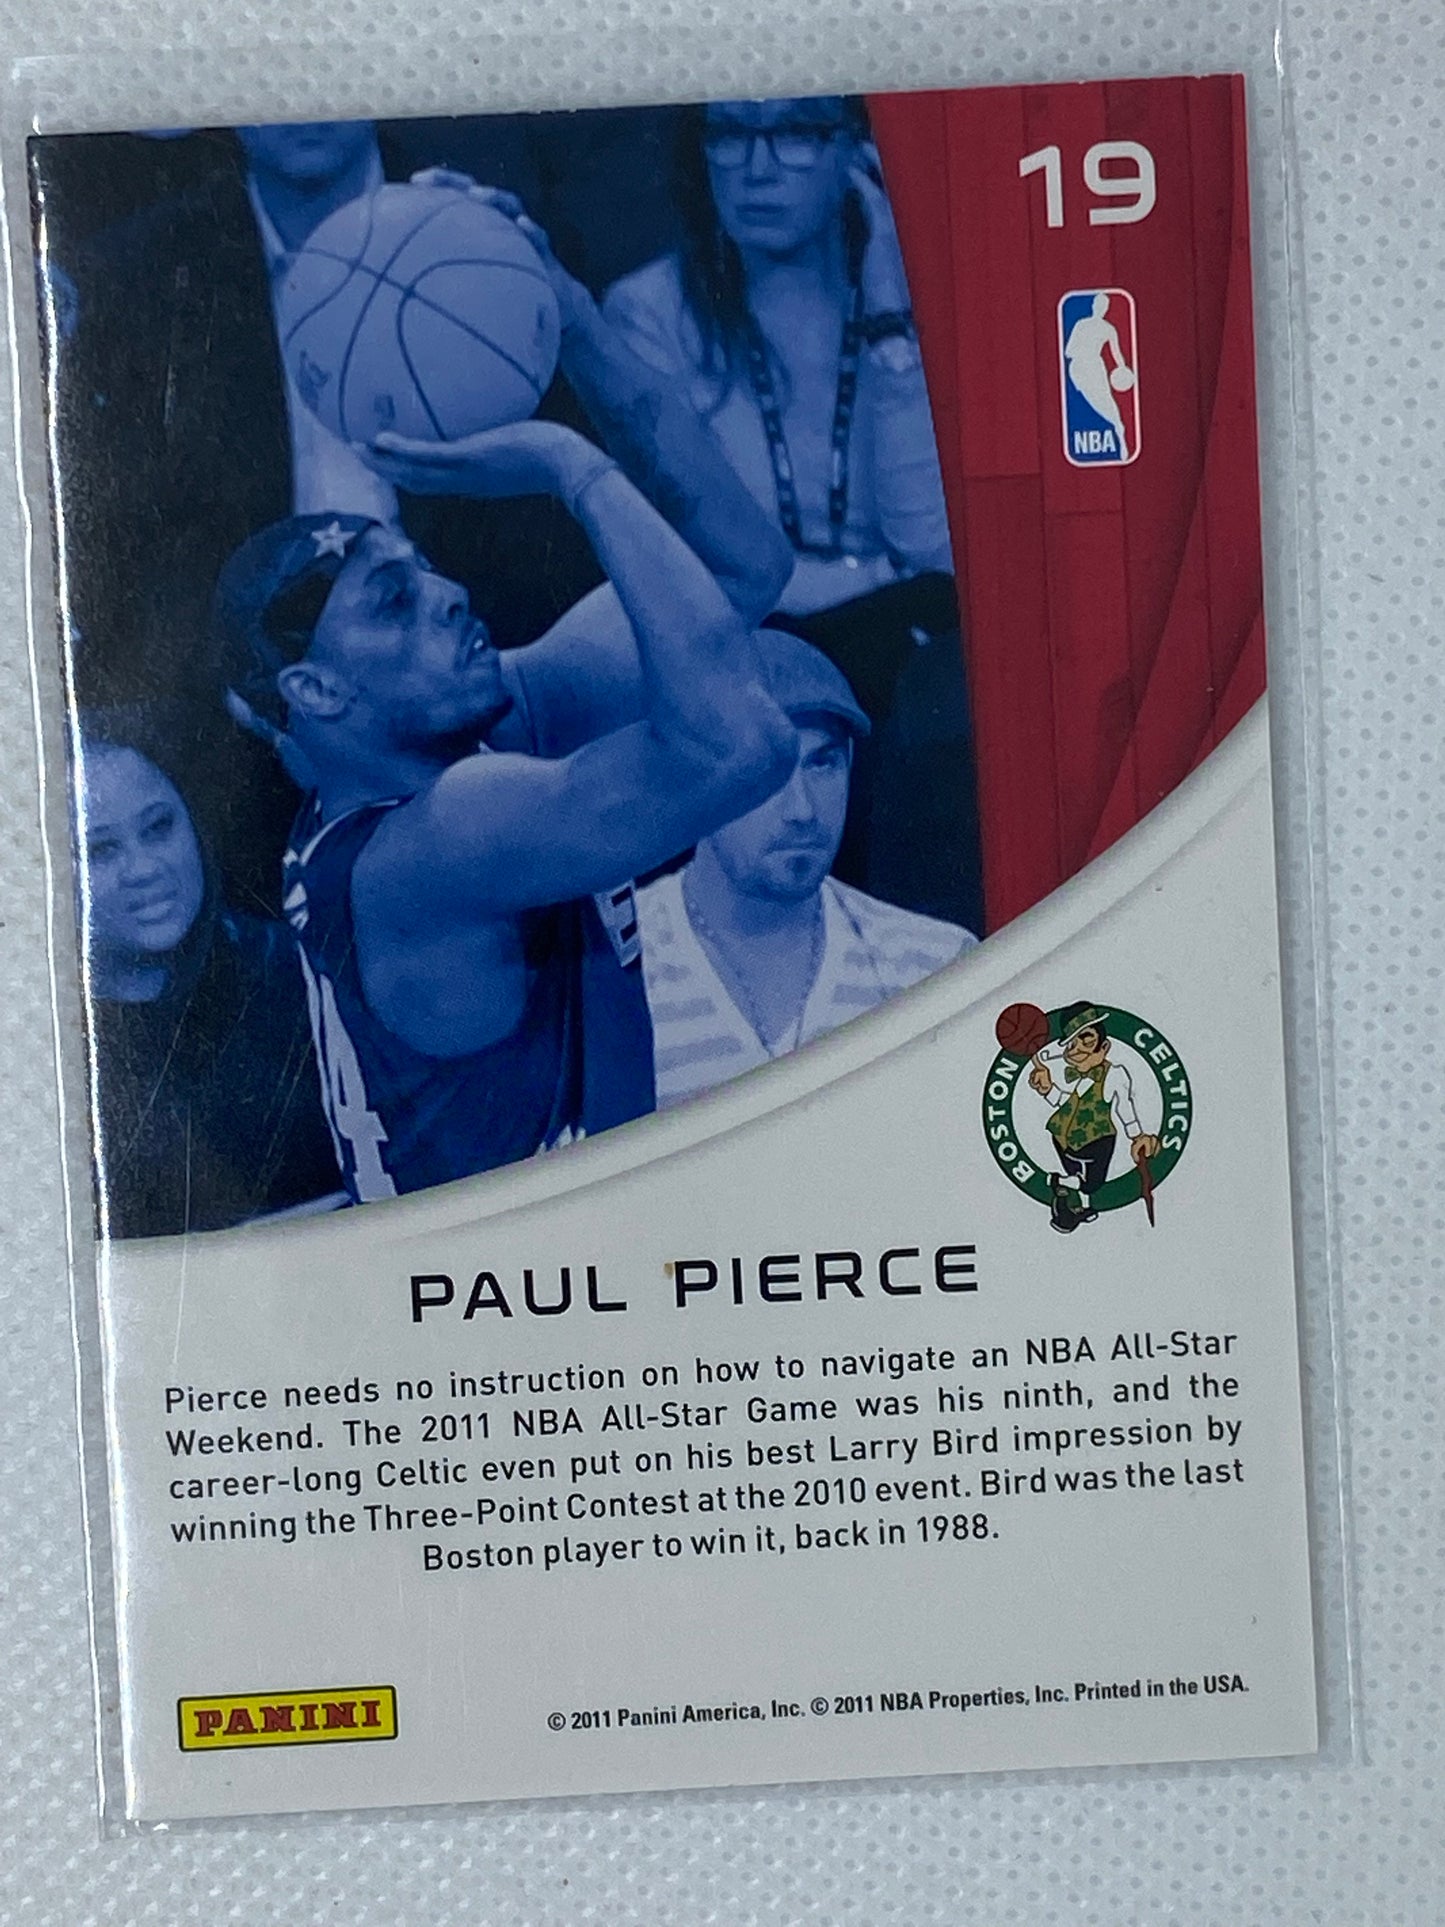 19
NBA
E
4
BOSTON CELTICS
PAUL PIERCE
Pierce needs no instruction on how to navigate an NBA All-Star
Weekend. The 2011 NBA All-Star Game was his ninth, and the
career-long Celtic even put on his best Larry Bird impression by
winning the Three-Point Contest at the 2010 event. Bird was the last
Boston player to win it, back in 1988.
PANINI
© 2011 Panini America, Inc. © 2011 NBA Properties, Inc. Printed in the USA.